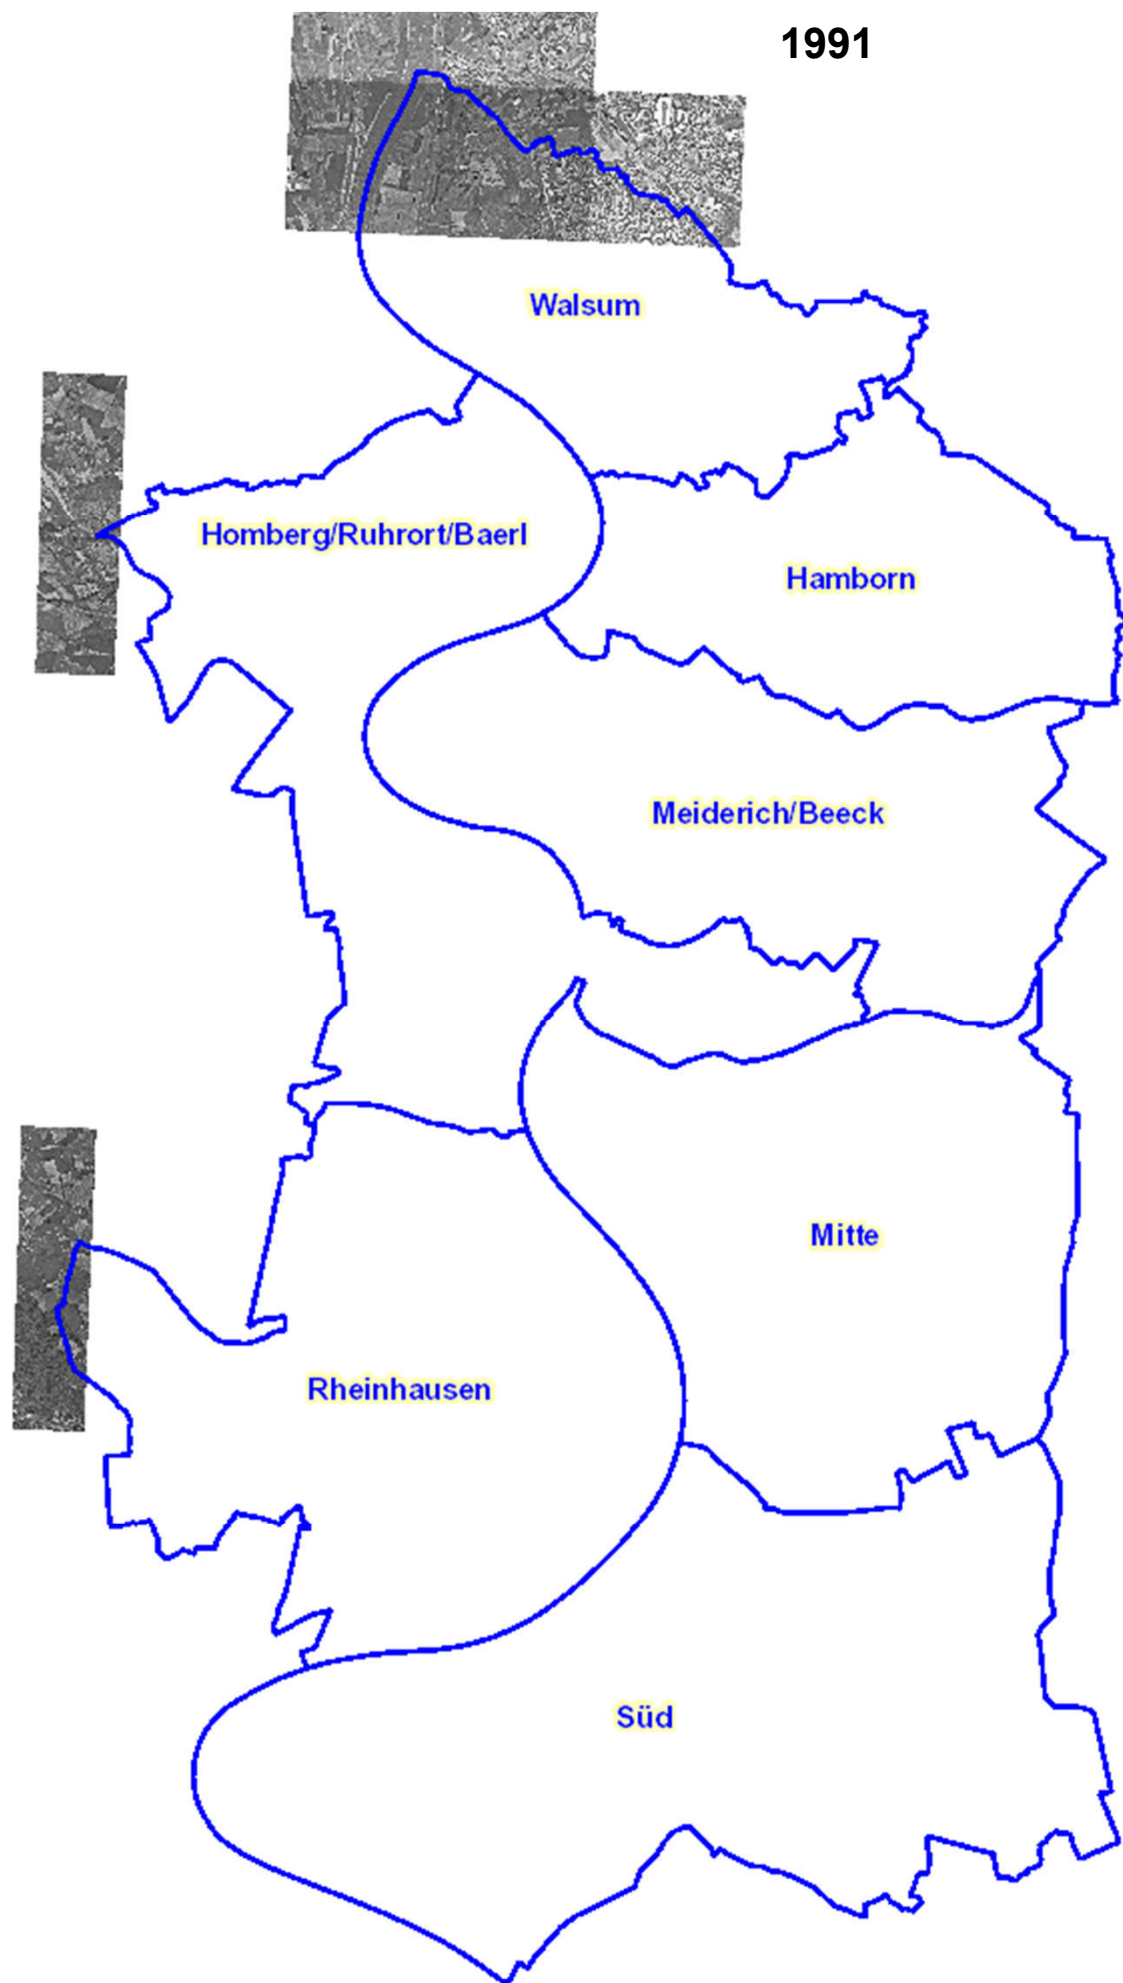 1991
Walsum
Homberg/Ruhrort/Baerl
Hamborn
Meiderich/Beeck
Mitte
Rheinhausen
Süd